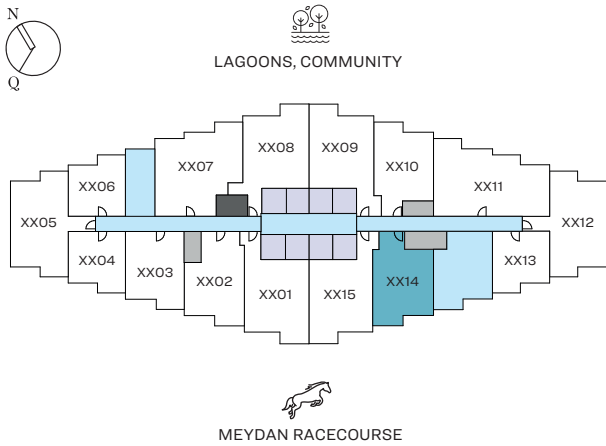 N
Q
LAGOONS, COMMUNITY
XX08
XX09
XX07
XX10
XX06
XX11
XX05
XX12
XX04
XX03
XX02
XX01
XX15
XX14
XX13
MEYDAN RACECOURSE